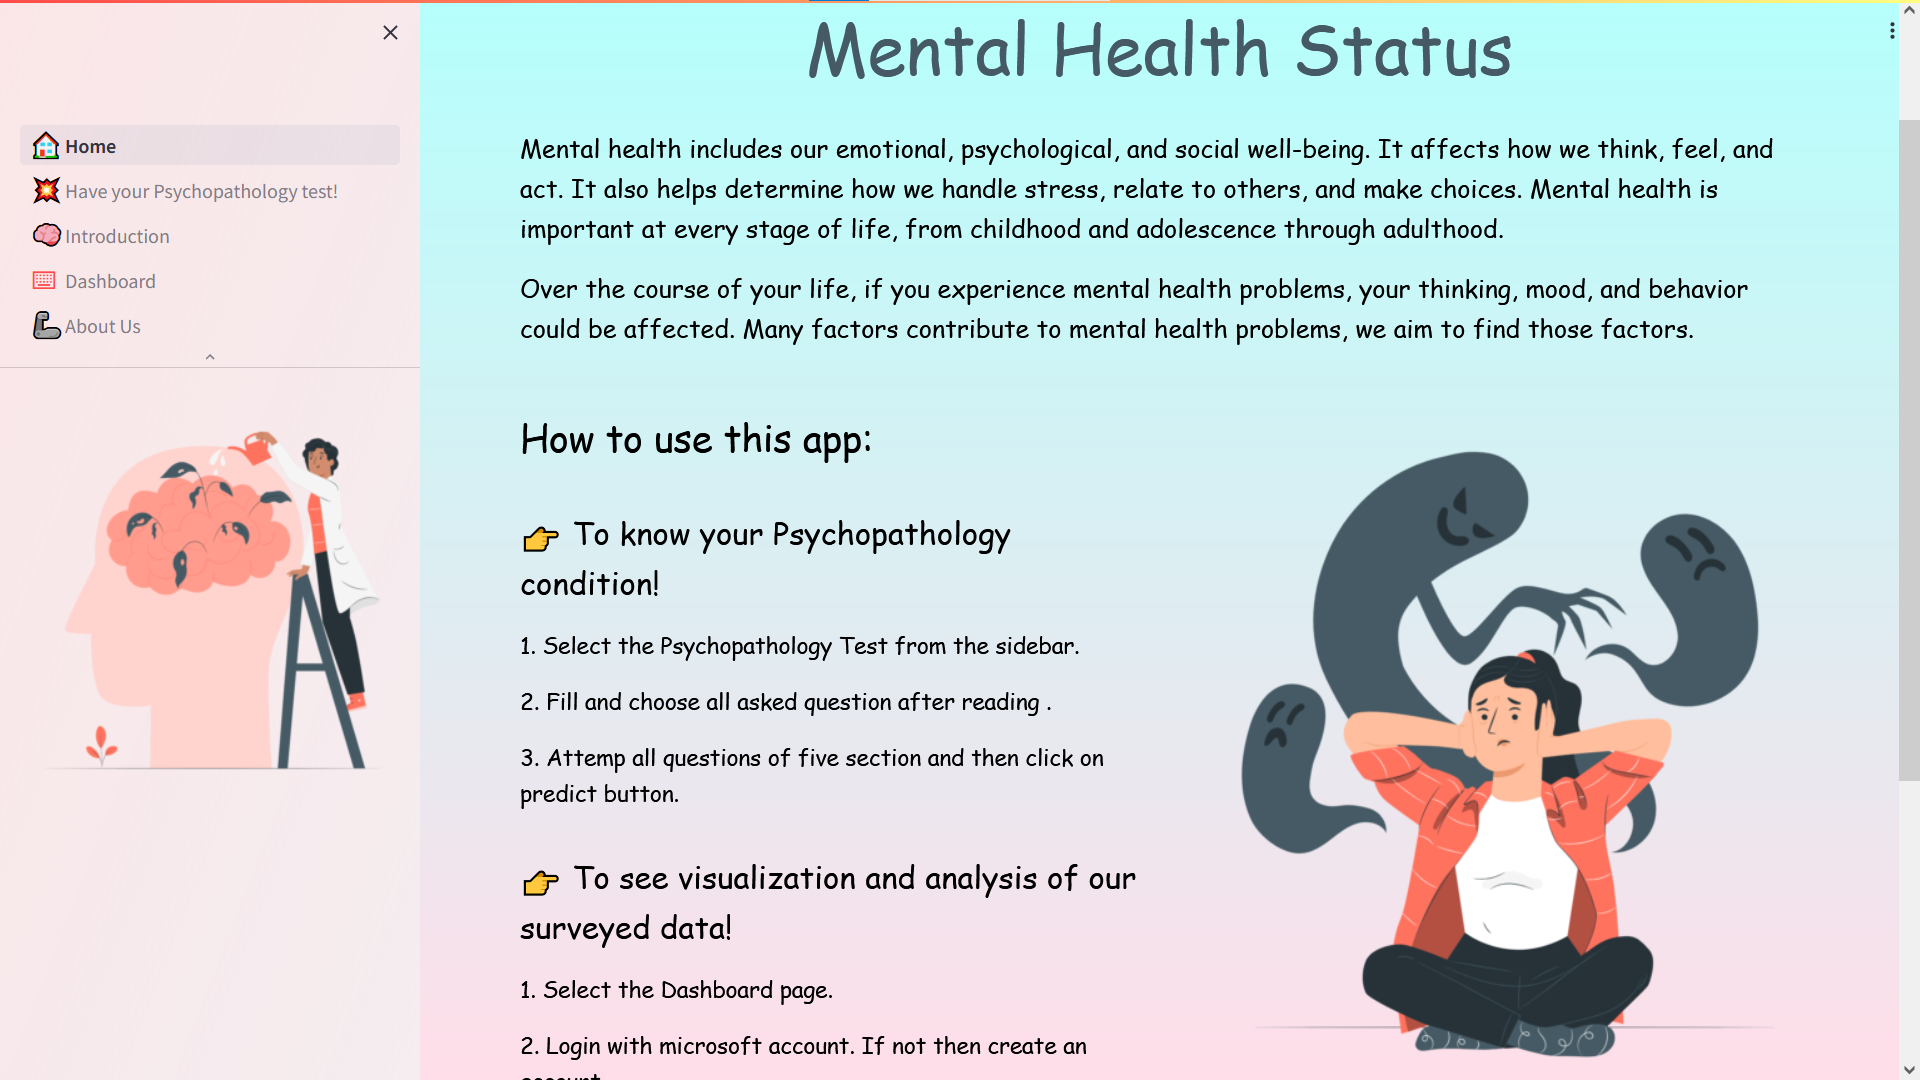 Mental Health Status
Home
Have your Psychopathology test!
Introduction
Dashboard
About Us
Mental health includes our emotional, psychological, and social well-being. It affects how we think, feel, and
act. It also helps determine how we handle stress, relate to others, and make choices. Mental health is
important at every stage of life, from childhood and adolescence through adulthood.
Over the course of your life, if you experience mental health problems, your thinking, mood, and behavior
could be affected. Many factors contribute to mental health problems, we aim to find those factors.
How to use this app:
To know your Psychopathology
condition!
1. Select the Psychopathology Test from the sidebar.
2. Fill and choose all asked question after reading .
3. Attemp all questions of five section and then click on
predict button.
To see visualization and analysis of our
surveyed data!
1. Select the Dashboard page.
2. Login with microsoft account. If not then create an